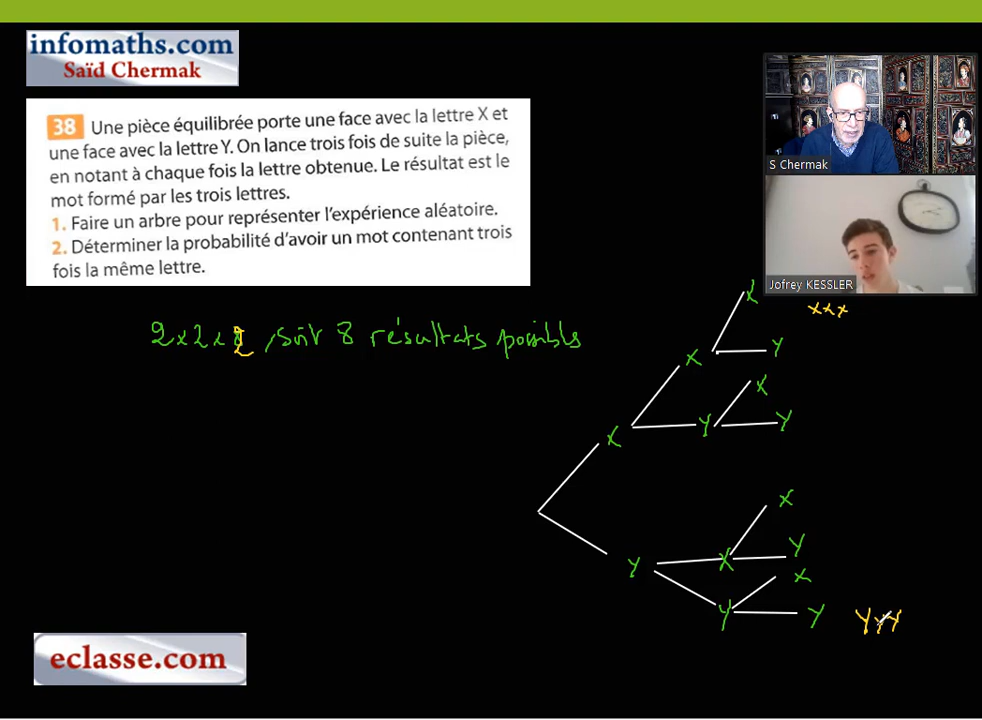 infomaths.com
Saïd Chermak
38 Une pièce équilibrée porte une face avec la lettre X et
une face avec la lettre Y. On lance trois fois de suite la pièce,
en notant à chaque fois la lettre obtenue. Le résultat est le
mot formé par les trois lettres.
1. Faire un arbre pour représenter l'expérience aléatoire.
2. Déterminer la probabilité d'avoir un mot contenant trois
fois la même lettre.
S Chermak
Jofrey KESSLER
2x2x2, soit 8 résultats possibles
X
XXX
Y
X
X
Y
Y
X
X
Y
X
Y
X
Y
Y
YYY
eclasse.com